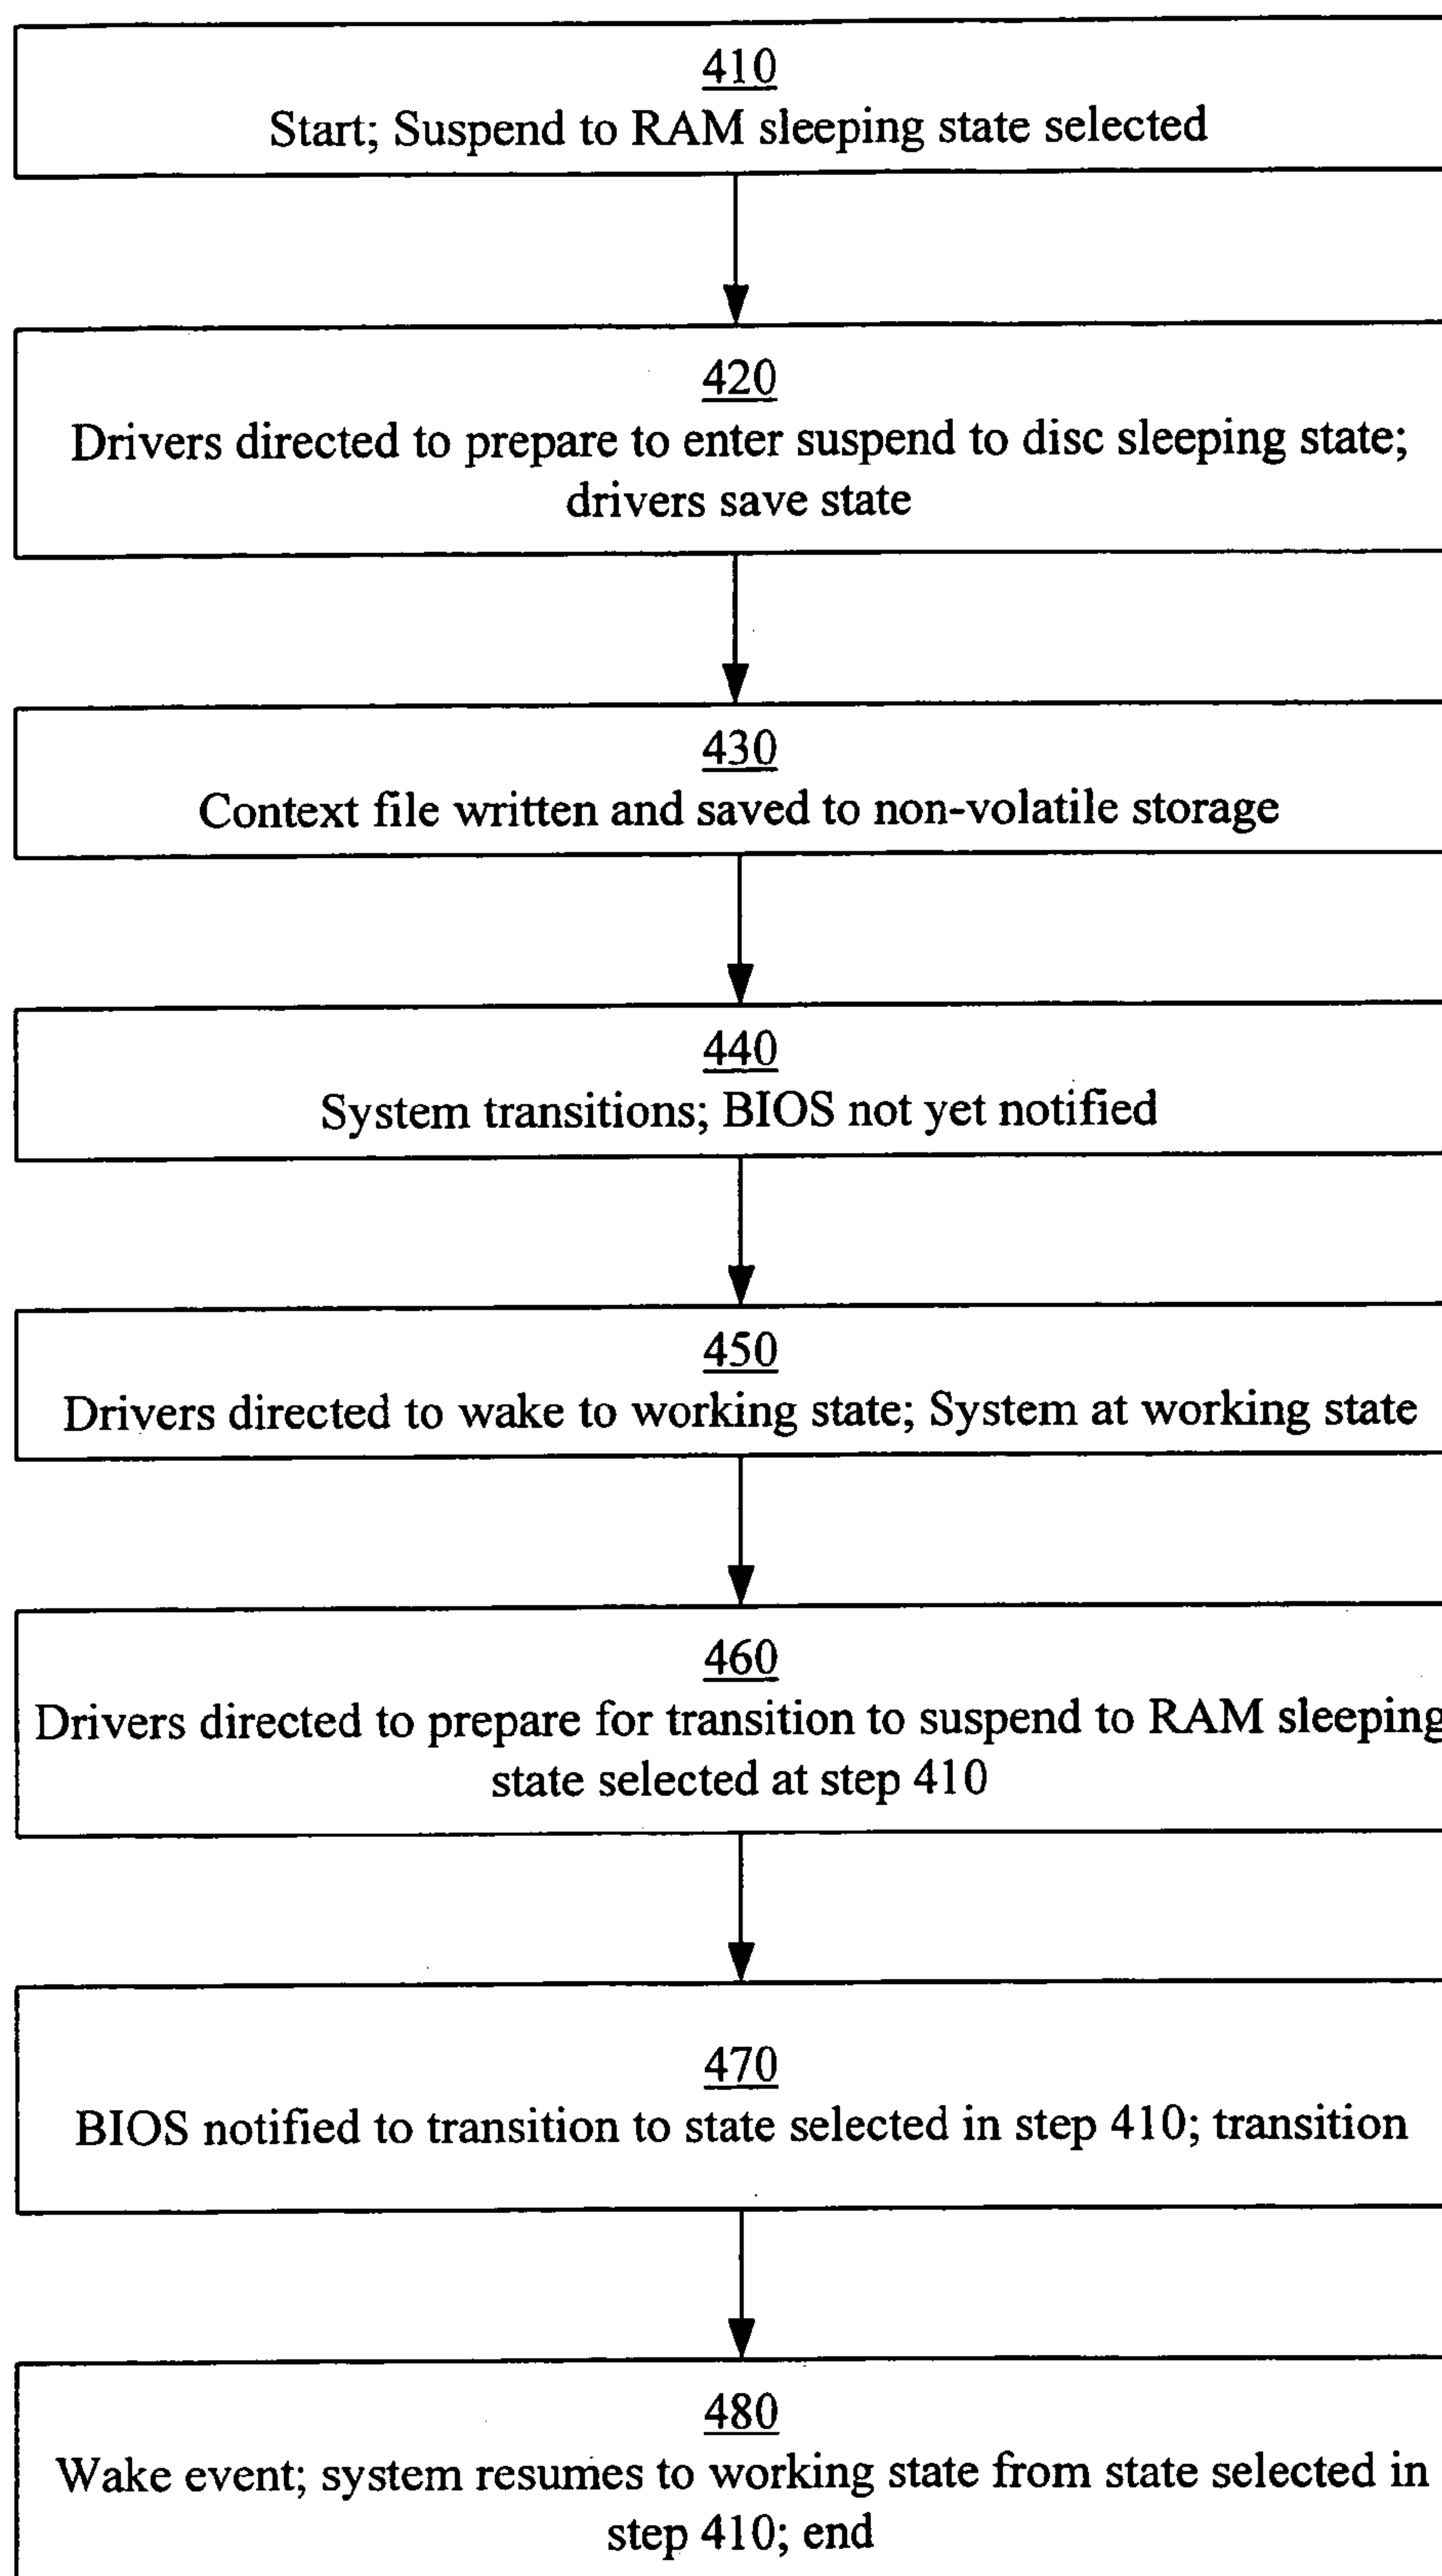 410
Start; Suspend to RAM sleeping state selected
420
Drivers directed to prepare to enter suspend to disc sleeping state;
drivers save state
430
Context file written and saved to non-volatile storage
440
System transitions; BIOS not yet notified
450
Drivers directed to wake to working state; System at working state
460
Drivers directed to prepare for transition to suspend to RAM sleeping
state selected at step 410
470
BIOS notified to transition to state selected in step 410; transition
480
Wake event; system resumes to working state from state selected in
step 410; end